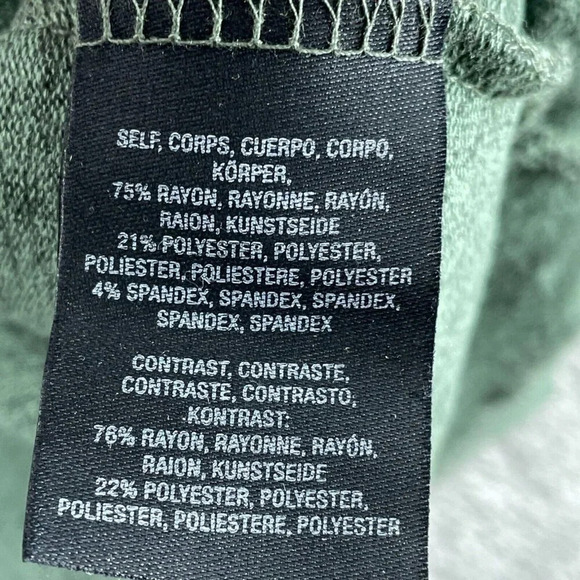 SELF, CORPS, CUERPO, CORPO,
KÖRPER,
75% RAYON, RAYONNE, RAYÓN,
RAION, KUNSTSEIDE
21% POLYESTER, POLYESTER,
POLIESTER, POLIESTERE, POLYESTER
4% SPANDEX, SPANDEX, SPANDEX,
SPANDEX, SPANDEX
CONTRAST, CONTRASTE,
CONTRASTE, CONTRASTO,
KONTRAST:
76% RAYON, RAYONNE, RAYÓN,
RAION, KUNSTSEIDE
22% POLYESTER, POLYESTER,
POLIESTER, POLIESTERE, POLYESTER